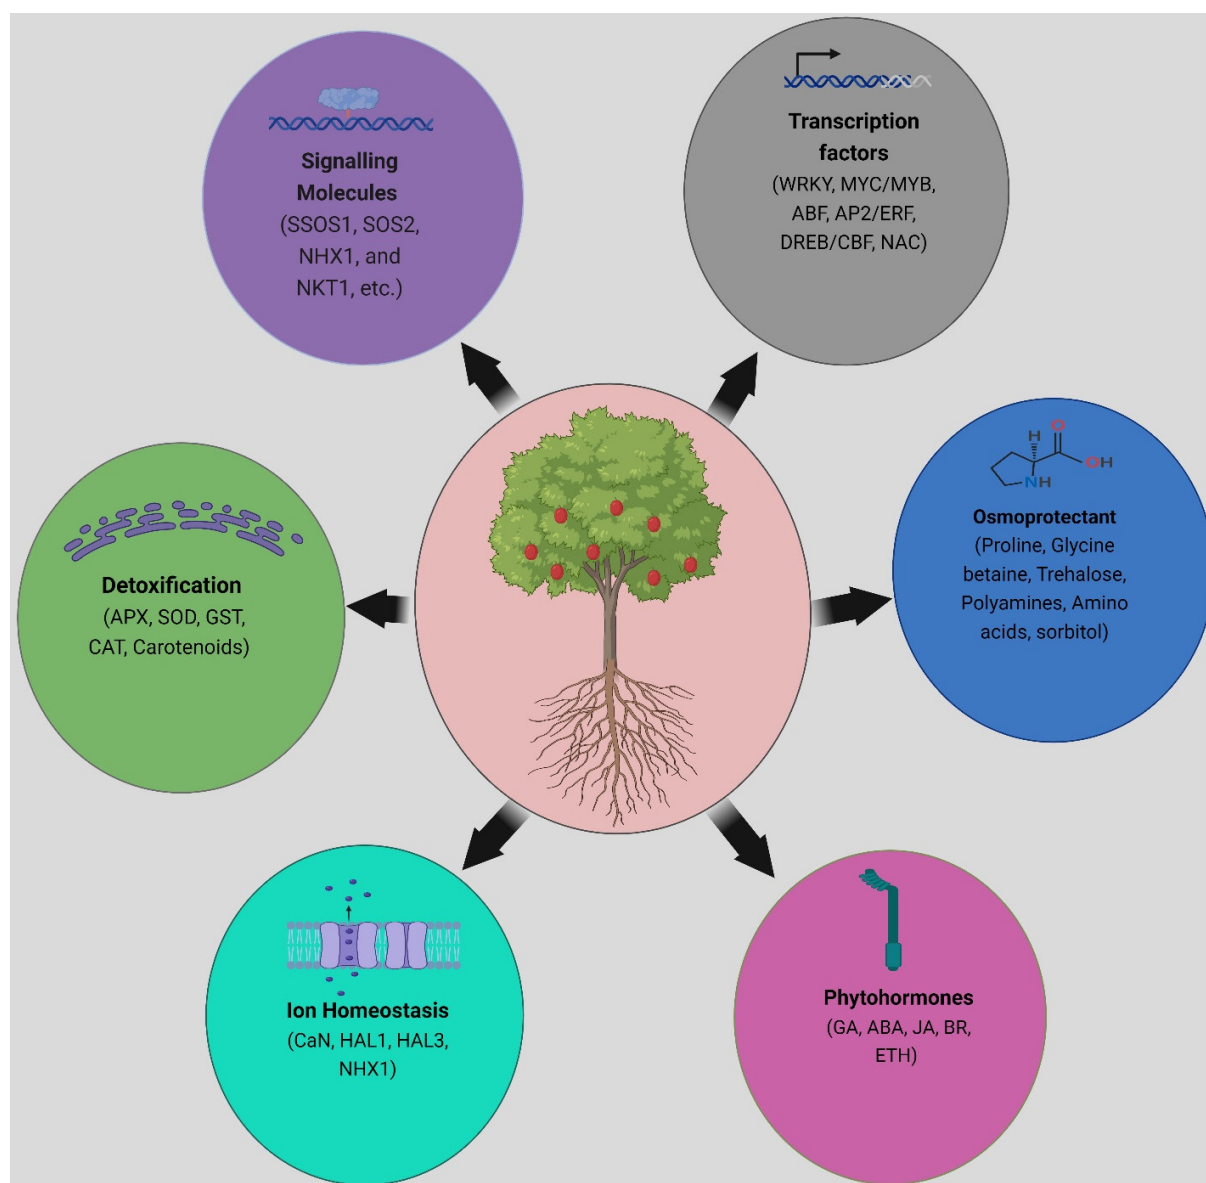 Signalling
Molecules
(SSOS1, SOS2,
NHX1, and
NKT1, etc.)
Transcription
factors
(WRKY, MYC/MYB,
ABF, AP2/ERF,
DREB/CBF, NAC)
H
O
OH
NH
Osmoprotectant
(Proline, Glycine
betaine, Trehalose,
Polyamines, Amino
acids, sorbitol)
Detoxification
(APX, SOD, GST,
CAT, Carotenoids)
Ion Homeostasis
(CaN, HAL1, HAL3,
NHX1)
Phytohormones
(GA, ABA, JA, BR,
ETH)